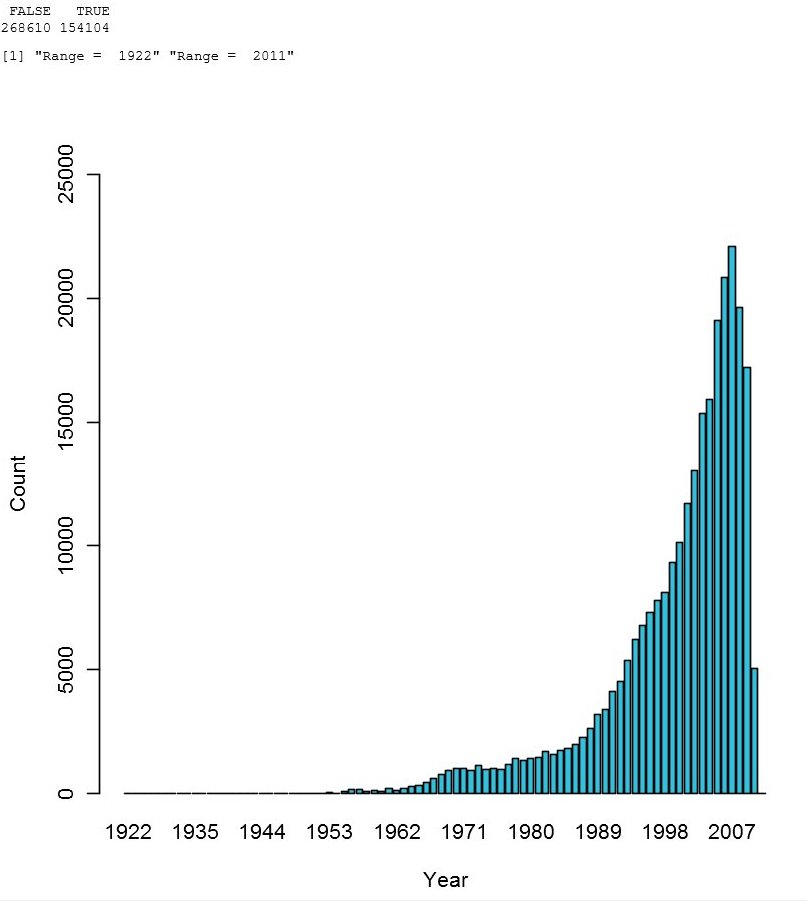 FALSE TRUE
268610 154104
[1] "Range = 1922" "Range = 2011"
25000
20000
15000
10000
5000
0
Count
1922 1935 1944 1953 1962 1971 1980 1989 1998 2007
Year